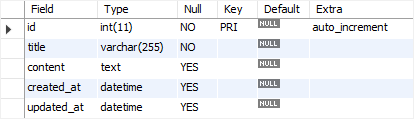 Field Type Null Key Default Extra
id int(11) NO PRI NULL auto_increment
title varchar(255) NO NULL
content text YES NULL
created_at datetime YES NULL
updated_at datetime YES NULL